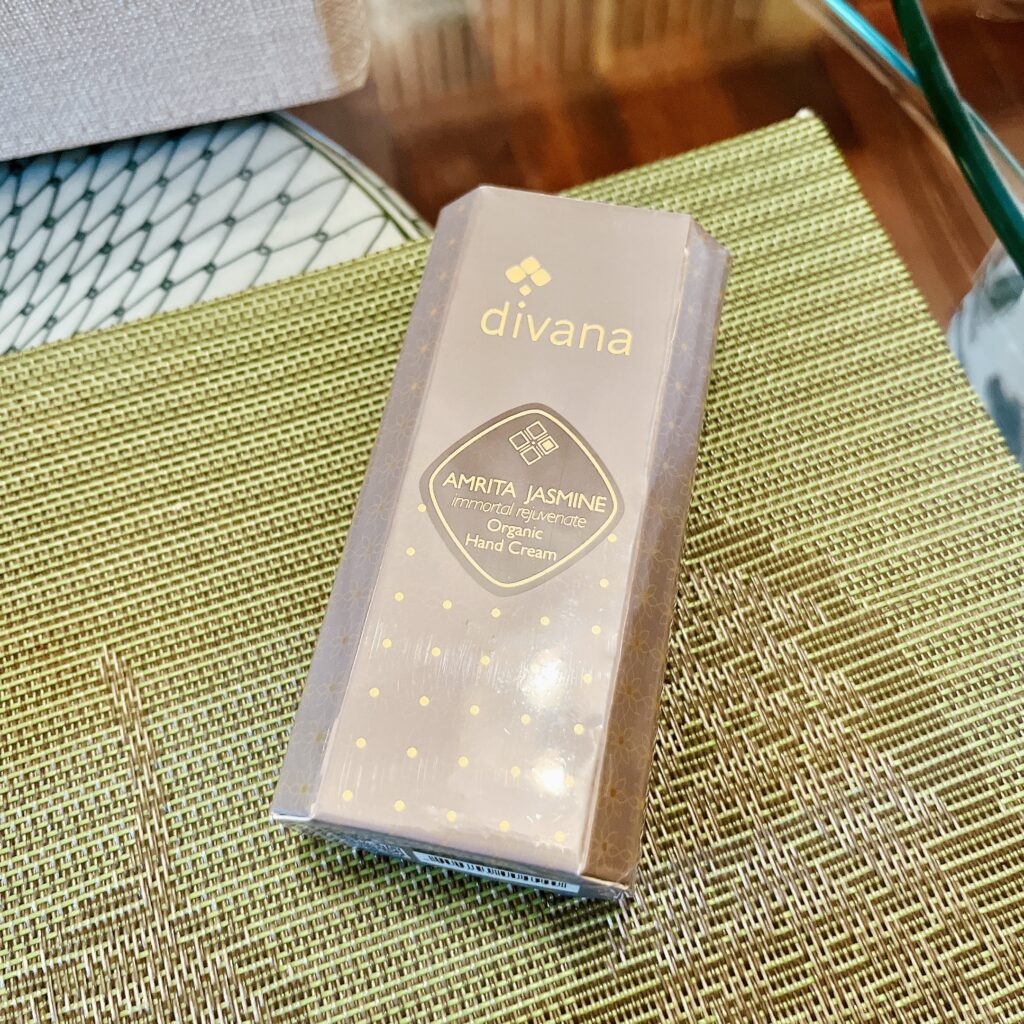 divana
AMRITA JASMINE
immortal rejuvenate
Organic
Hand Cream